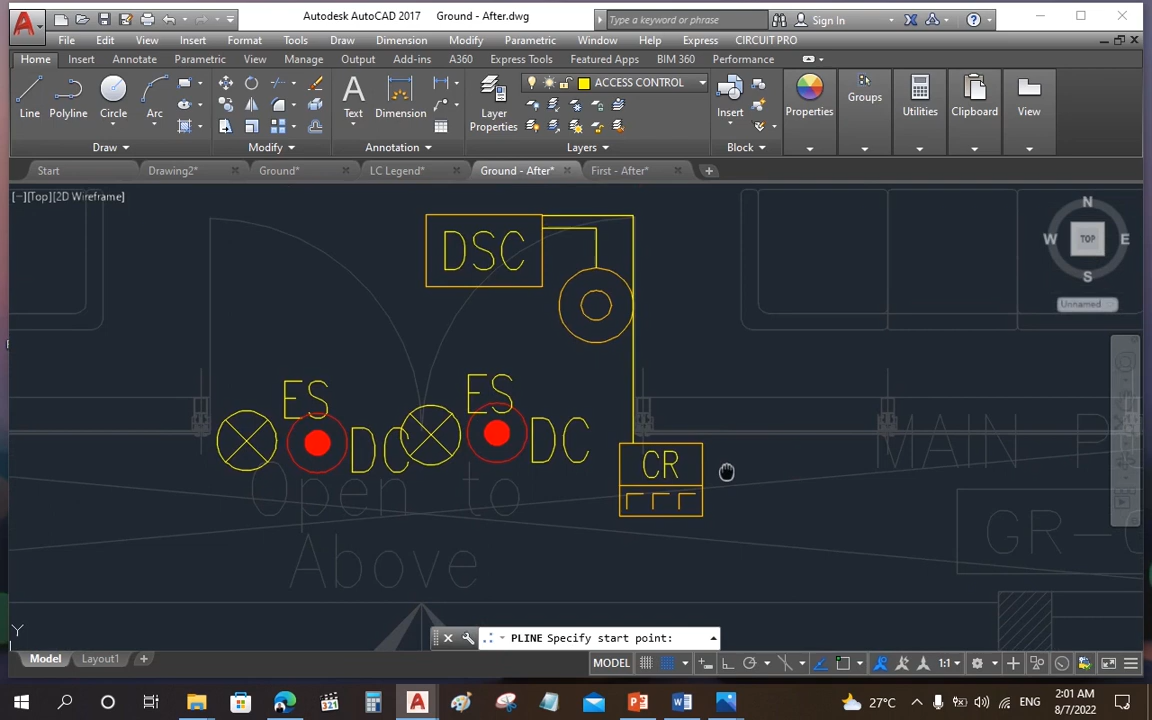 Autodesk AutoCAD 2017 Ground - After.dwg
Type a keyword or phrase
Sign In
File Edit View Insert Format Tools Draw Dimension Modify Parametric Window Help Express CIRCUIT PRO
Home Insert Annotate Parametric View Manage Output Add-ins A360 Express Tools Featured Apps BIM 360 Performance
ACCESS CONTROL
Line Polyline Circle Arc
Text Dimension
Layer
Properties
Insert
Properties Groups Utilities Clipboard View
Draw Modify Annotation Layers Block
Start Drawing2* Ground* LC Legend* Ground - After* First - After*
[−][Top][2D Wireframe]
N
W TOP E
S
Unnamed
DSC
ES ES
DC DC
MAIN P
CR
Open to
Above
GR-C
Y
PLINE Specify start point:
Model Layout1
MODEL 1:1
321
27°C ENG 2:01 AM
8/7/2022